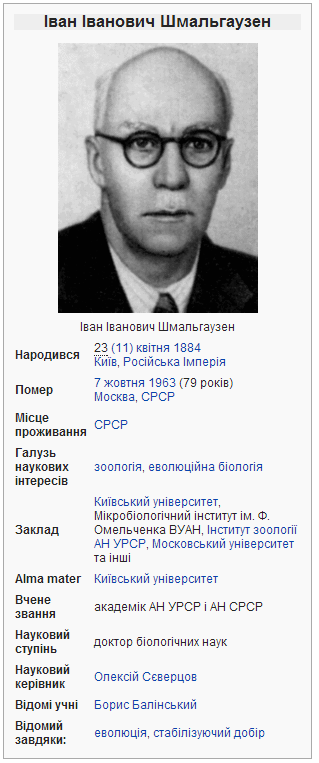 Іван Іванович Шмальгаузен
Іван Іванович Шмальгаузен
Народився
23 (11) квітня 1884
Київ, Російська Імперія
Помер
7 жовтня 1963 (79 років)
Москва, СРСР
Місце
проживання
СРСР
Галузь
наукових
інтересів
зоологія, еволюційна біологія
Заклад
Київський університет,
Мікробіологічний інститут ім. Ф.
Омельченка ВУАН, Інститут зоології
АН УРСР, Московський університет
та інші
Alma mater
Київський університет
Вчене
звання
академік АН УРСР і АН СРСР
Науковий
ступінь
доктор біологічних наук
Науковий
керівник
Олексій Сєверцов
Відомі учні
Борис Балінський
Відомий
завдяки:
еволюція, стабілізуючий добір